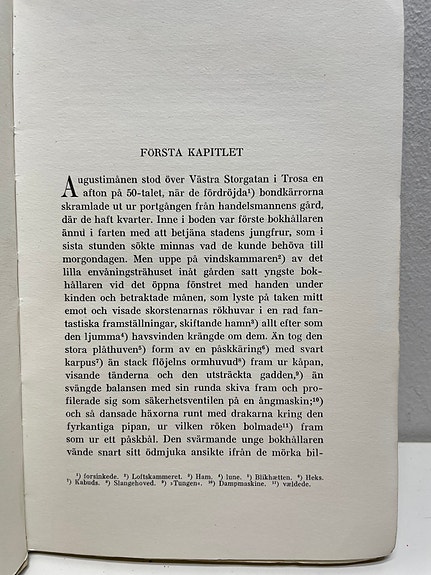 FÖRSTA KAPITLET
Augustimånen stod över Västra Storgatan i Trosa en
afton på 50-talet, när de fördröjda¹) bondkärrorna
skramlade ut ur portgången från handelsmannens gård,
där de haft kvarter. Inne i boden var förste bokhållaren
ännu i farten med att betjäna stadens jungfrur, som i
sista stunden sökte minnas vad de kunde behöva till
morgondagen. Men uppe på vindskammaren²) av det
lilla envåningsträhuset inåt gården satt yngste bok-
hållaren vid det öppna fönstret med handen under
kinden och betraktade månen, som lyste på taken mitt
emot och visade skorstenarnas rökhuvar i en rad fan-
tastiska framställningar, skiftande hamn³) allt efter som
den ljumma⁴) havsvinden krängde om dem. Än tog den
stora plåthuven⁵) form av en påskkäring⁶) med svart
karpus⁷) än stack flöjelns ormhuvud⁸) fram ur kåpan,
visande tänderna och den utsträckta gadden,⁹) än
svängde balansen med sin runda skiva fram och pro-
filerade sig som säkerhetsventilen på en ångmaskin;¹⁰)
och så dansade häxorna runt med drakarna kring den
fyrkantiga pipan, ur vilken röken bolmade¹¹) fram
som ur ett påskbål. Den svärmande unge bokhållaren
vände snart sitt ödmjuka ansikte ifrån de mörka bil-
¹) forsinkede. ²) Loftskammeret. ³) Ham. ⁴) lune. ⁵) Blikhætten. ⁶) Heks.
⁷) Kabuds. ⁸) Slangehoved. ⁹) »Tungen«. ¹⁰) Dampmaskine. ¹¹) vældede.